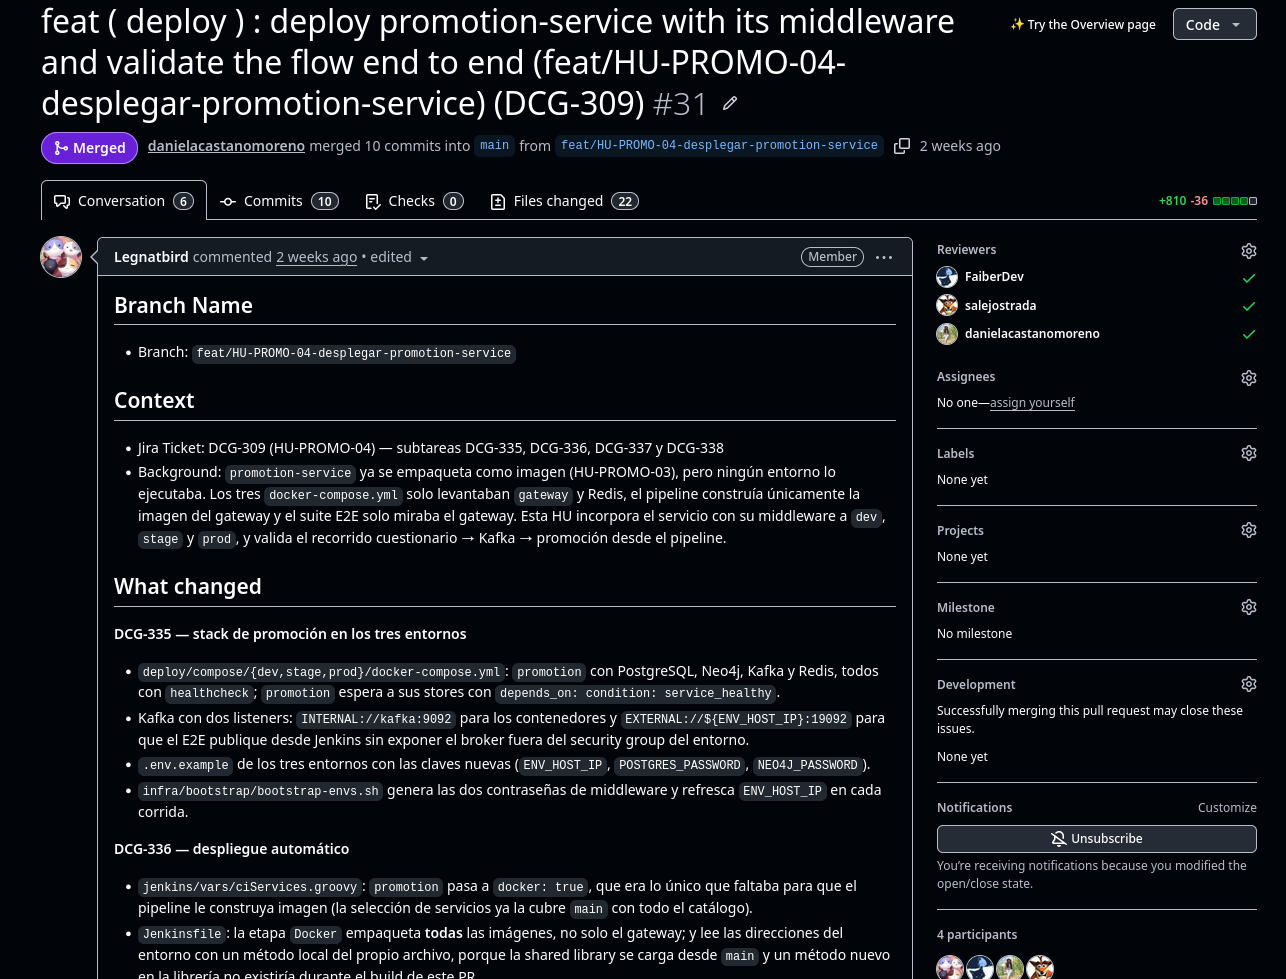 feat ( deploy ) : deploy promotion-service with its middleware
and validate the flow end to end (feat/HU-PROMO-04-
desplegar-promotion-service) (DCG-309) #31
✨ Try the Overview page
Code
Merged
danielacastanomoreno merged 10 commits into main from feat/HU-PROMO-04-desplegar-promotion-service 2 weeks ago
Conversation 6
Commits 10
Checks 0
Files changed 22
+810 -36
Legnatbird commented 2 weeks ago • edited
Member
Branch Name
• Branch: feat/HU-PROMO-04-desplegar-promotion-service
Context
• Jira Ticket: DCG-309 (HU-PROMO-04) — subtareas DCG-335, DCG-336, DCG-337 y DCG-338
• Background: promotion-service ya se empaqueta como imagen (HU-PROMO-03), pero ningún entorno lo
ejecutaba. Los tres docker-compose.yml solo levantaban gateway y Redis, el pipeline construía únicamente la
imagen del gateway y el suite E2E solo miraba el gateway. Esta HU incorpora el servicio con su middleware a dev,
stage y prod, y valida el recorrido cuestionario → Kafka → promoción desde el pipeline.
What changed
DCG-335 — stack de promoción en los tres entornos
• deploy/compose/{dev,stage,prod}/docker-compose.yml: promotion con PostgreSQL, Neo4j, Kafka y Redis, todos
con healthcheck; promotion espera a sus stores con depends_on: condition: service_healthy.
• Kafka con dos listeners: INTERNAL://kafka:9092 para los contenedores y EXTERNAL://${ENV_HOST_IP}:19092 para
que el E2E publique desde Jenkins sin exponer el broker fuera del security group del entorno.
• .env.example de los tres entornos con las claves nuevas (ENV_HOST_IP, POSTGRES_PASSWORD, NEO4J_PASSWORD).
• infra/bootstrap/bootstrap-envs.sh genera las dos contraseñas de middleware y refresca ENV_HOST_IP en cada
corrida.
DCG-336 — despliegue automático
• jenkins/vars/ciServices.groovy: promotion pasa a docker: true, que era lo único que faltaba para que el
pipeline le construya imagen (la selección de servicios ya la cubre main con todo el catálogo).
• Jenkinsfile: la etapa Docker empaqueta todas las imágenes, no solo el gateway; y lee las direcciones del
entorno con un método local del propio archivo, porque la shared library se carga desde main y un método nuevo
en la librería no existiría durante el build de este PR.
Reviewers
FaiberDev
salejostrada
danielacastanomoreno
Assignees
No one—assign yourself
Labels
None yet
Projects
None yet
Milestone
No milestone
Development
Successfully merging this pull request may close these
issues.
None yet
Notifications
Customize
Unsubscribe
You're receiving notifications because you modified the
open/close state.
4 participants